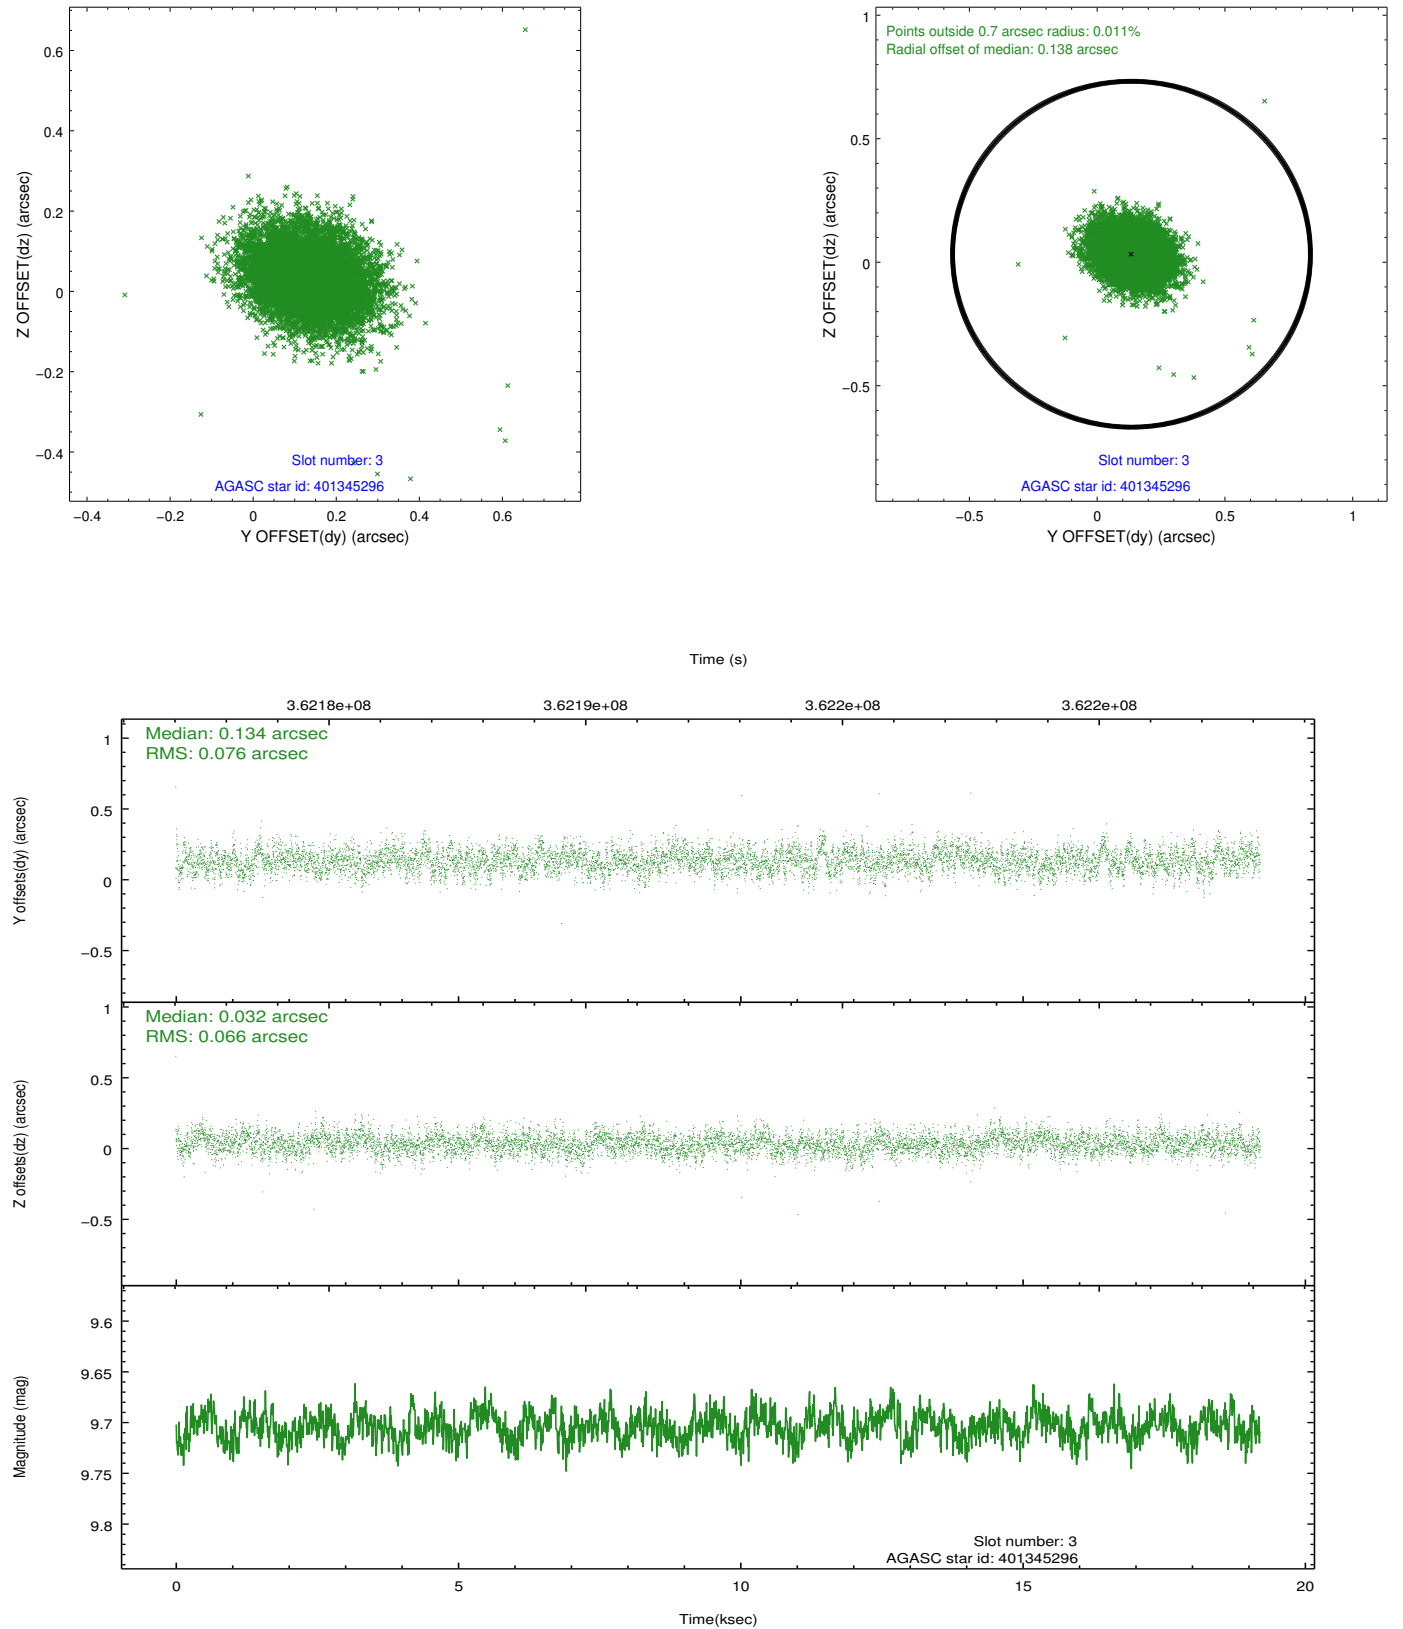 0.6
0.4
0.2
0
−0.2
−0.4
Z OFFSET(dz) (arcsec)
Slot number: 3
AGASC star id: 401345296
−0.4 −0.2 0 0.2 0.4 0.6
Y OFFSET(dy) (arcsec)
Points outside 0.7 arcsec radius: 0.011%
Radial offset of median: 0.138 arcsec
1
0.5
0
−0.5
Z OFFSET(dz) (arcsec)
Slot number: 3
AGASC star id: 401345296
−0.5 0 0.5 1
Y OFFSET(dy) (arcsec)
Time (s)
3.6218e+08 3.6219e+08 3.622e+08 3.622e+08
Median: 0.134 arcsec
RMS: 0.076 arcsec
1
0.5
0
−0.5
Y offsets(dy) (arcsec)
Median: 0.032 arcsec
RMS: 0.066 arcsec
1
0.5
0
−0.5
Z offsets(dz) (arcsec)
9.6
9.65
9.7
9.75
9.8
Magnitude (mag)
Slot number: 3
AGASC star id: 401345296
0 5 10 15 20
Time(ksec)